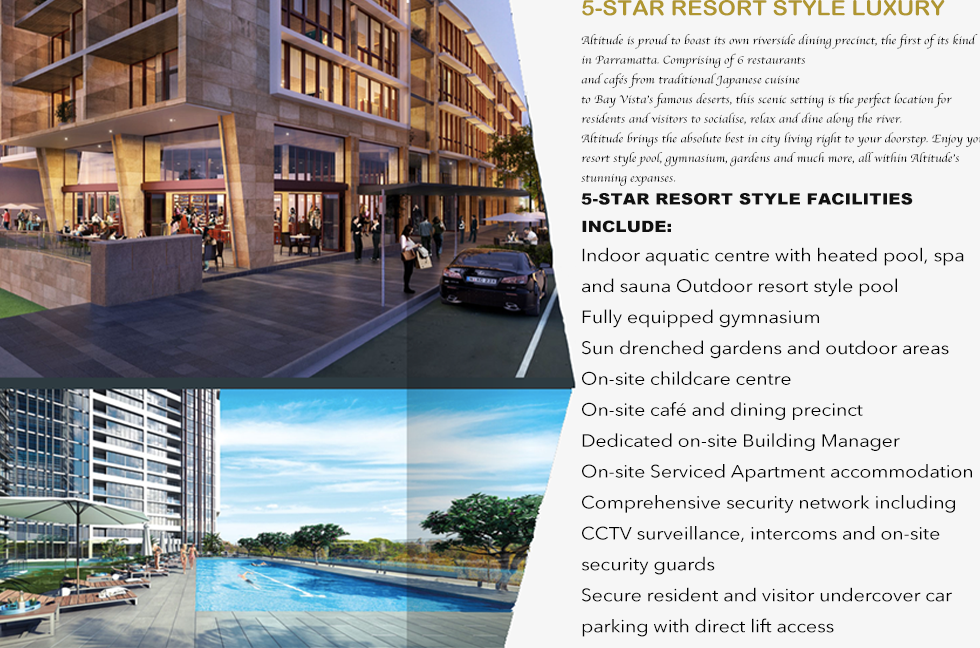 5-STAR RESORT STYLE LUXURY
Altitude is proud to boast its own riverside dining precinct, the first of its kind
in Parramatta. Comprising of 6 restaurants
and cafés from traditional Japanese cuisine
to Bay Vista's famous deserts, this scenic setting is the perfect location for
residents and visitors to socialise, relax and dine along the river.
Altitude brings the absolute best in city living right to your doorstep. Enjoy
resort style pool, gymnasium, gardens and much more, all within Altitude's
stunning expanses.
5-STAR RESORT STYLE FACILITIES
INCLUDE:
Indoor aquatic centre with heated pool, spa
and sauna Outdoor resort style pool
Fully equipped gymnasium
Sun drenched gardens and outdoor areas
On-site childcare centre
On-site café and dining precinct
Dedicated on-site Building Manager
On-site Serviced Apartment accommodation
Comprehensive security network including
CCTV surveillance, intercoms and on-site
security guards
Secure resident and visitor undercover car
parking with direct lift access